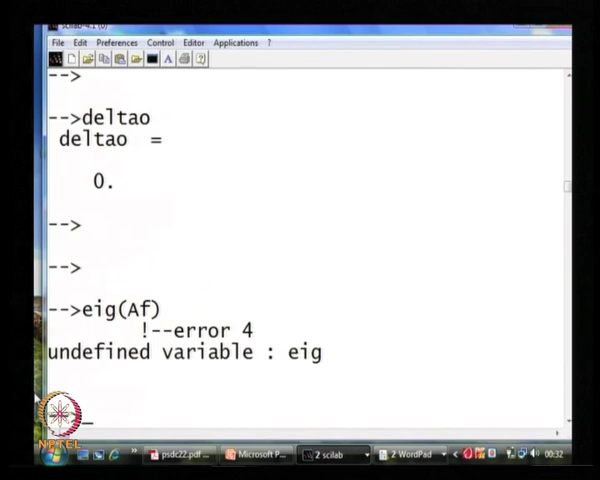 scilab-4.1 (0)
File Edit Preferences Control Editor Applications ?
-->
-->deltao
deltao =
0.
-->
-->
-->eig(Af)
!--error 4
undefined variable : eig
NPTEL
psdc22.pdf ... Microsoft P... 2 scilab 2 WordPad 00:32